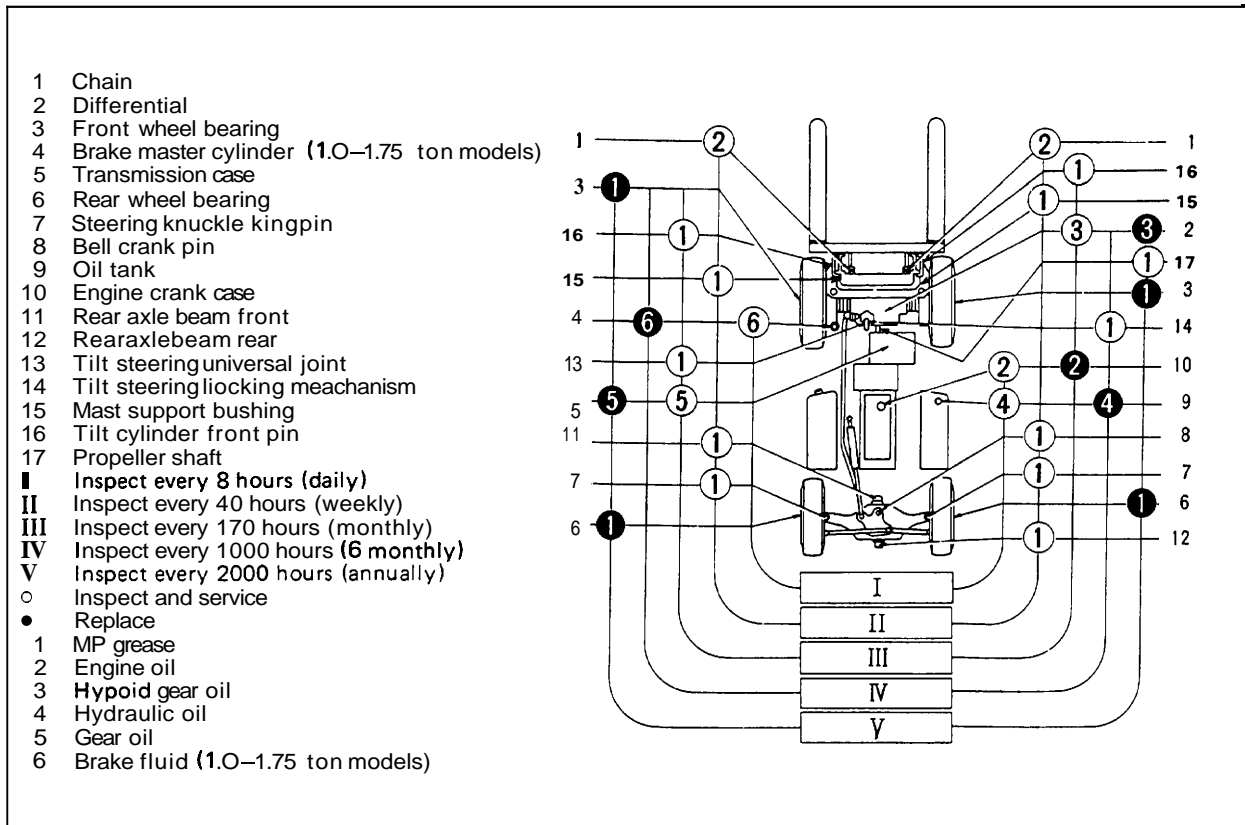 1 Chain
2 Differential
3 Front wheel bearing
4 Brake master cylinder (1.O–1.75 ton models)
5 Transmission case
6 Rear wheel bearing
7 Steering knuckle kingpin
8 Bell crank pin
9 Oil tank
10 Engine crank case
11 Rear axle beam front
12 Rearaxlebeam rear
13 Tilt steering universal joint
14 Tilt steering liocking meachanism
15 Mast support bushing
16 Tilt cylinder front pin
17 Propeller shaft
I Inspect every 8 hours (daily)
II Inspect every 40 hours (weekly)
III Inspect every 170 hours (monthly)
IV Inspect every 1000 hours (6 monthly)
V Inspect every 2000 hours (annually)
○ Inspect and service
● Replace
1 MP grease
2 Engine oil
3 Hypoid gear oil
4 Hydraulic oil
5 Gear oil
6 Brake fluid (1.O–1.75 ton models)
1 2 2 1
1 16
3 1 1 15
16 1 3 3 2
1 17
15 1 1 3
4 6 6 1 14
13 1 2 2 10
5 5 5 4 4 9
11 1 1 8
7 1 1 7
6 1 1 6
1 12
I
II
III
IV
V